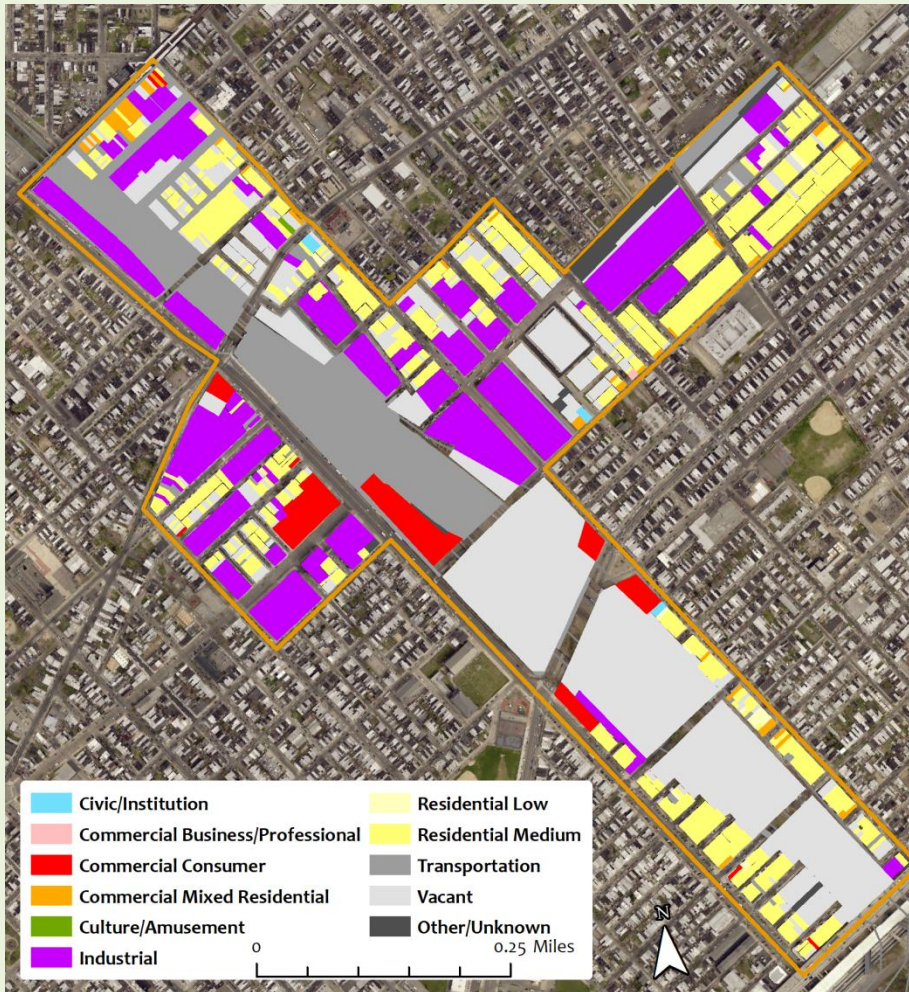 Civic/Institution
Commercial Business/Professional
Commercial Consumer
Commercial Mixed Residential
Culture/Amusement
Industrial
Residential Low
Residential Medium
Transportation
Vacant
Other/Unknown
0
0.25 Miles
N